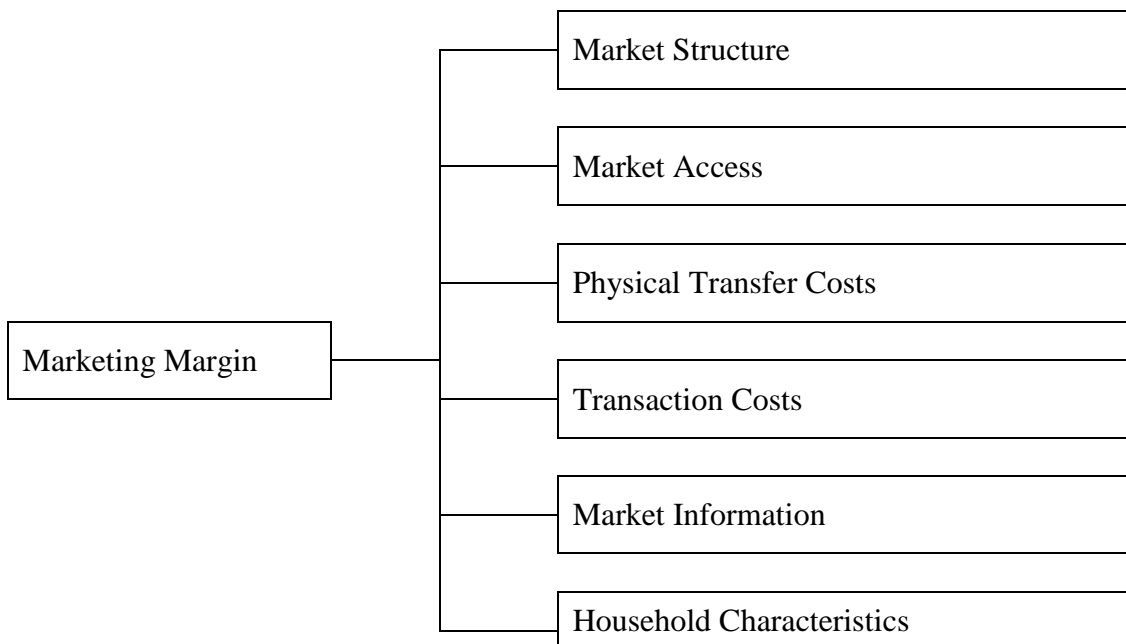 Market Structure
Market Access
Physical Transfer Costs
Marketing Margin
Transaction Costs
Market Information
Household Characteristics